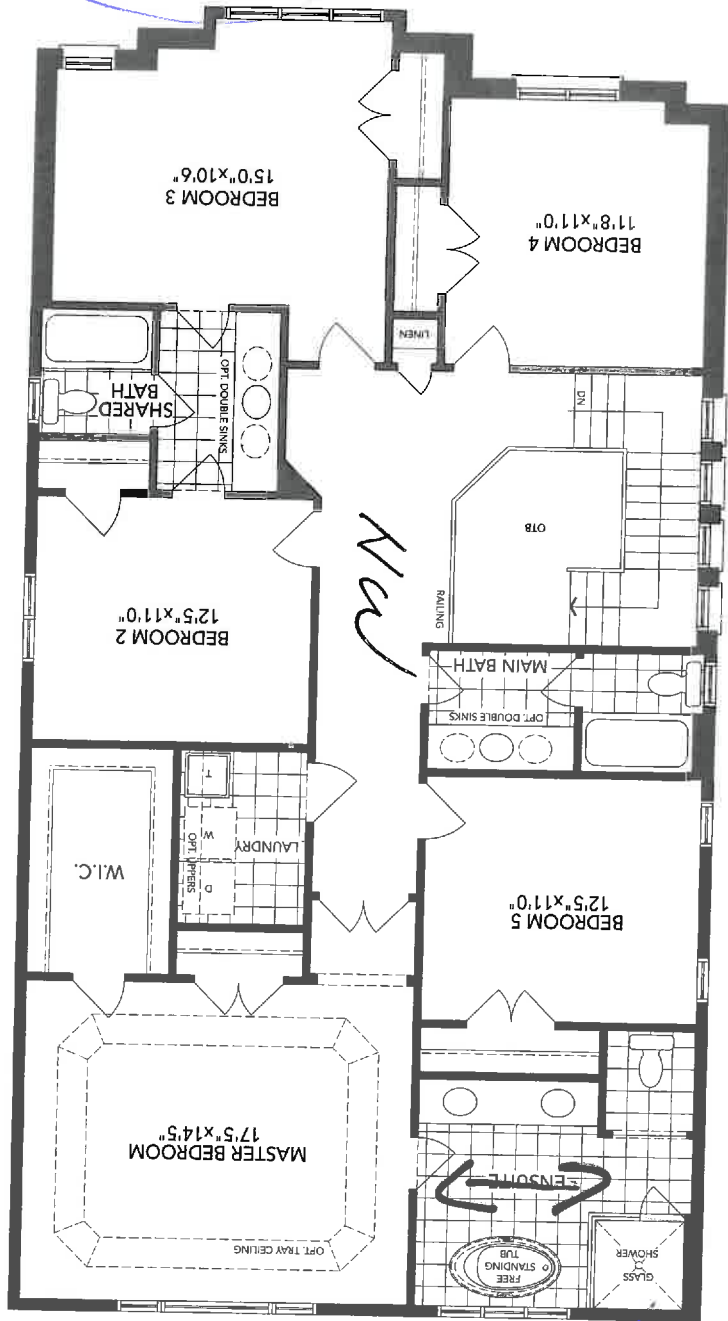 FREE
STANDING
TUB
GLASS
SHOWER
ENSUITE
OPT. TRAY CEILING
MASTER BEDROOM
17'5"x14'5"
BEDROOM 5
12'5"x11'0"
W.I.C.
LAUNDRY
D
OPT. UPPERS
W
T
OPT. DOUBLE SINKS
MAIN BATH
BEDROOM 2
12'5"x11'0"
RAILING
OTB
DN
SHARED
BATH
OPT. DOUBLE SINKS
LINEN
BEDROOM 4
11'8"x11'0"
BEDROOM 3
15'0"x10'6"